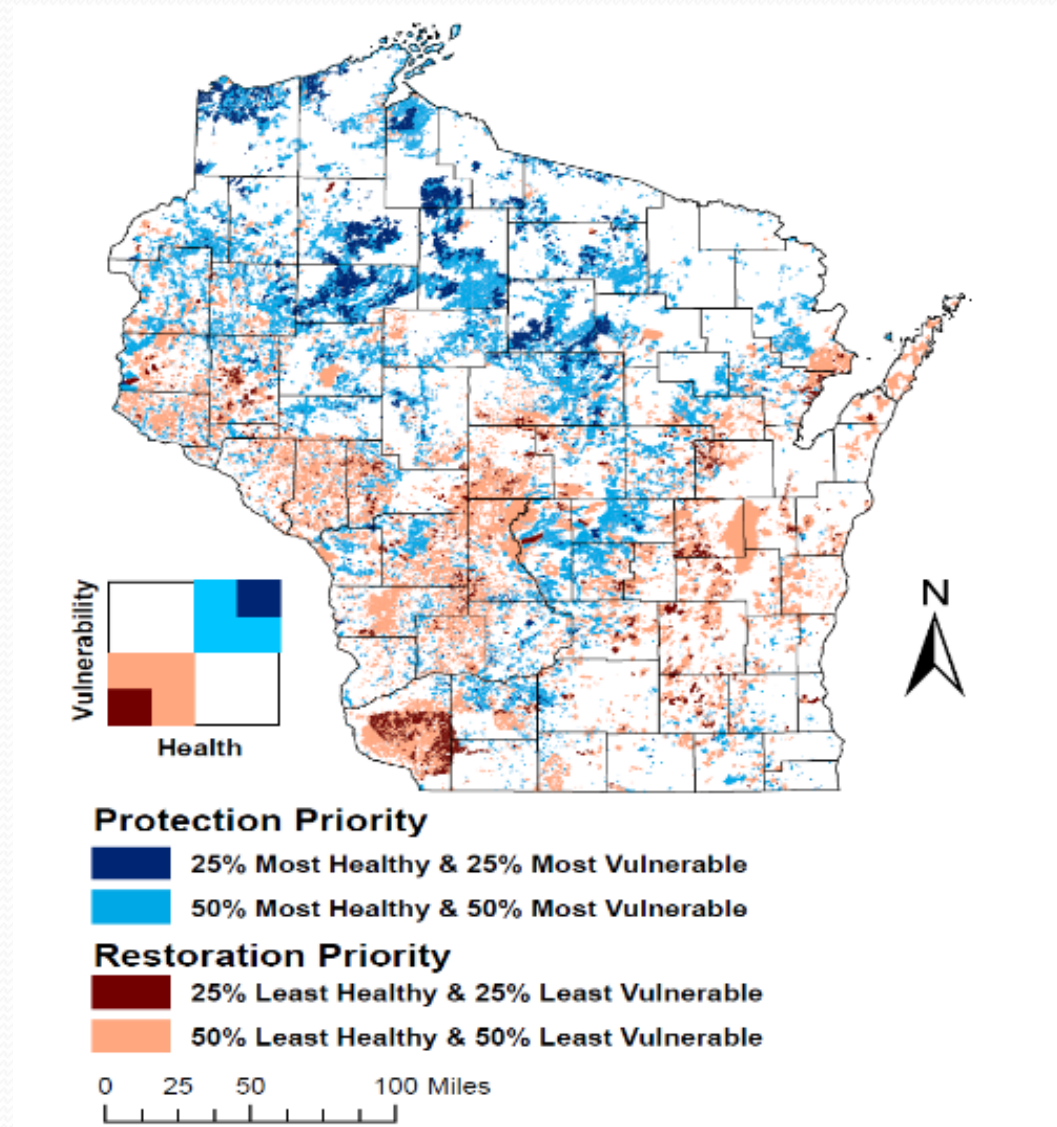 N
Vulnerability
Health
Protection Priority
25% Most Healthy & 25% Most Vulnerable
50% Most Healthy & 50% Most Vulnerable
Restoration Priority
25% Least Healthy & 25% Least Vulnerable
50% Least Healthy & 50% Least Vulnerable
0 25 50 100 Miles